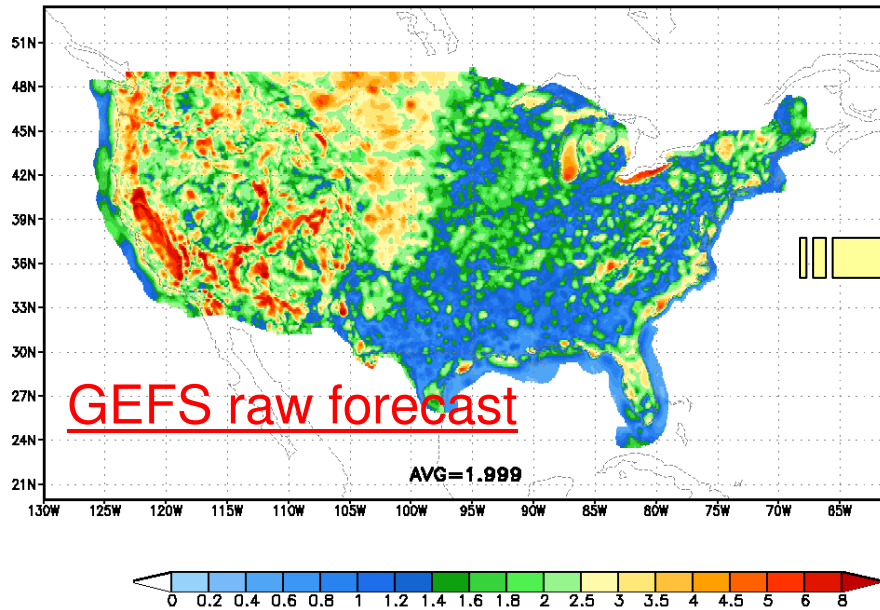 51N
48N
45N
42N
39N
36N
33N
30N
27N
24N
21N
GEFS raw forecast
AVG=1.999
130W 125W 120W 115W 110W 105W 100W 95W 90W 85W 80W 75W 70W 65W
0 0.2 0.4 0.6 0.8 1 1.2 1.4 1.6 1.8 2 2.5 3 3.5 4 4.5 5 6 8